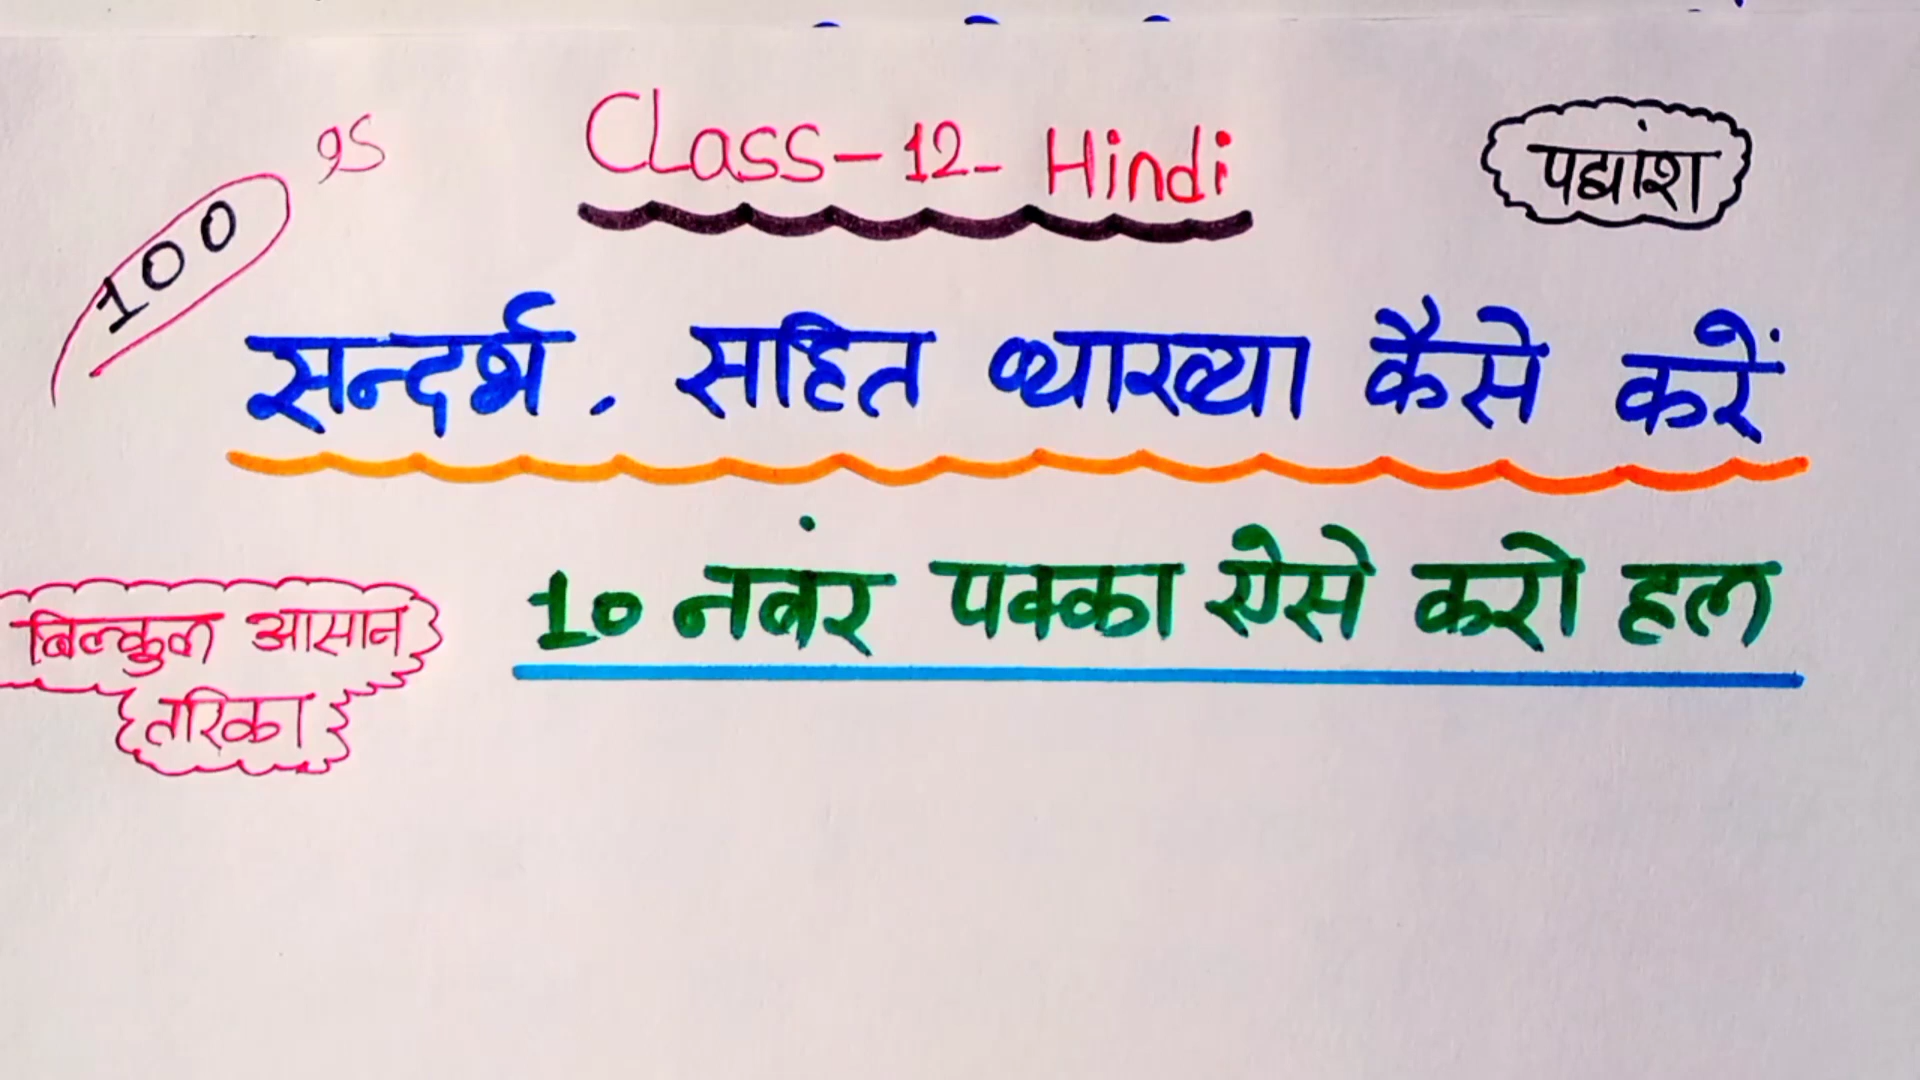 Class-12- Hindi
पद्यांश
100
95
सन्दर्भ, सहित व्याख्या कैसे करें
10 नबंर पक्का ऐसे करो हल
बिल्कुल आसान
तरिका